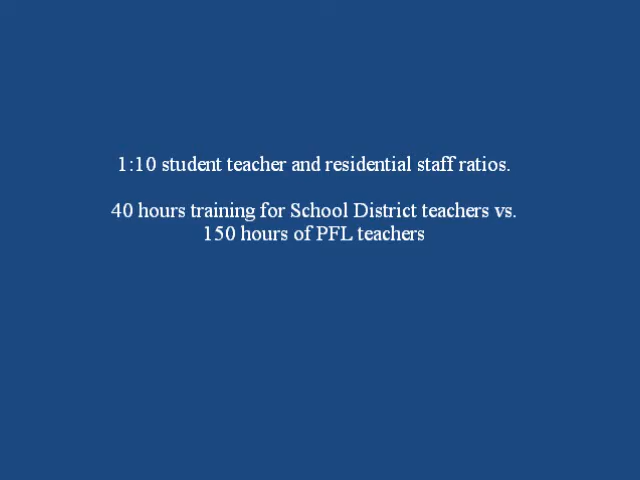 1:10 student teacher and residential staff ratios.
40 hours training for School District teachers vs.
150 hours of PFL teachers